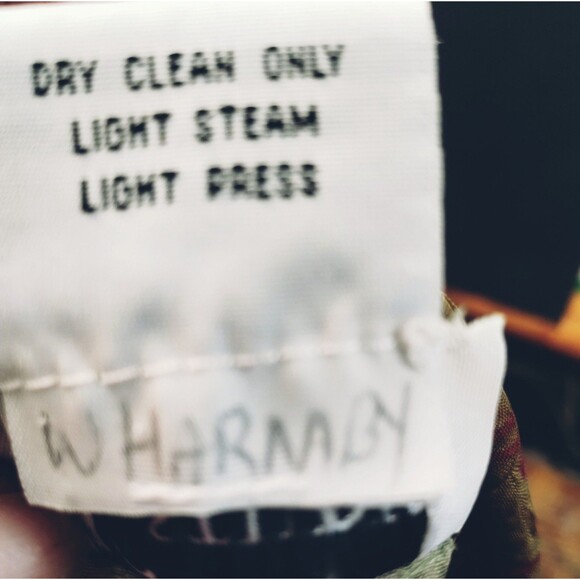 DRY CLEAN ONLY
LIGHT STEAM
LIGHT PRESS
WHARMBY